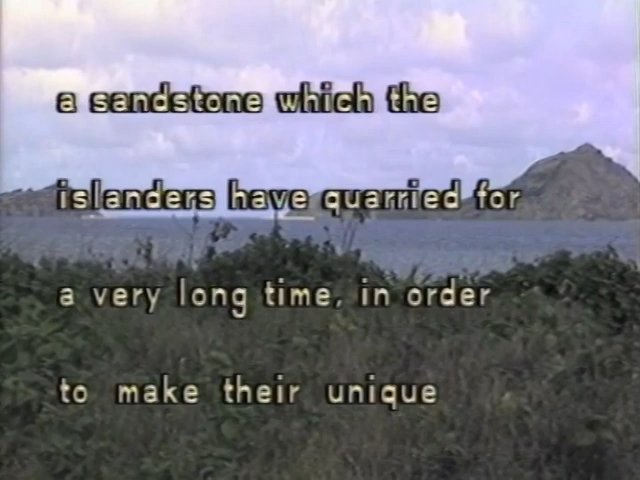 a sandstone which the
islanders have quarried for
a very long time, in order
to make their unique